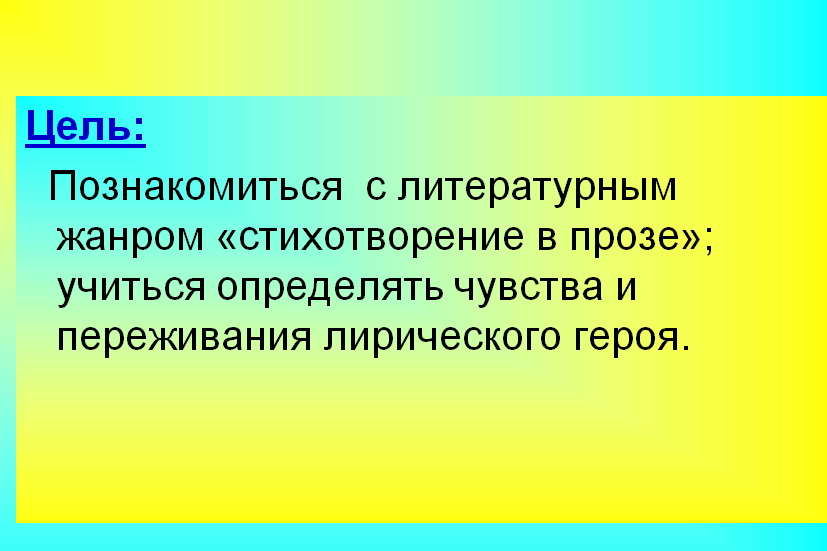 Цель:
Познакомиться с литературным
жанром «стихотворение в прозе»;
учиться определять чувства и
переживания лирического героя.